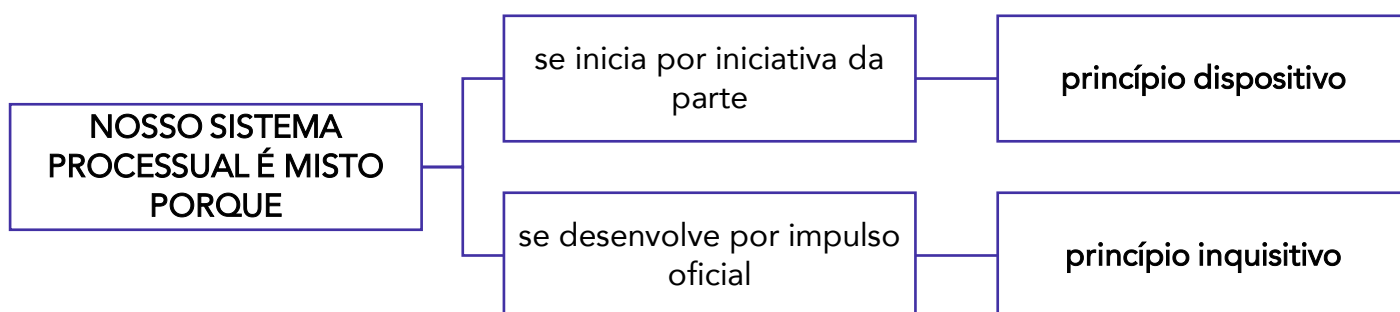 NOSSO SISTEMA
PROCESSUAL É MISTO
PORQUE
se inicia por iniciativa da
parte
princípio dispositivo
se desenvolve por impulso
oficial
princípio inquisitivo